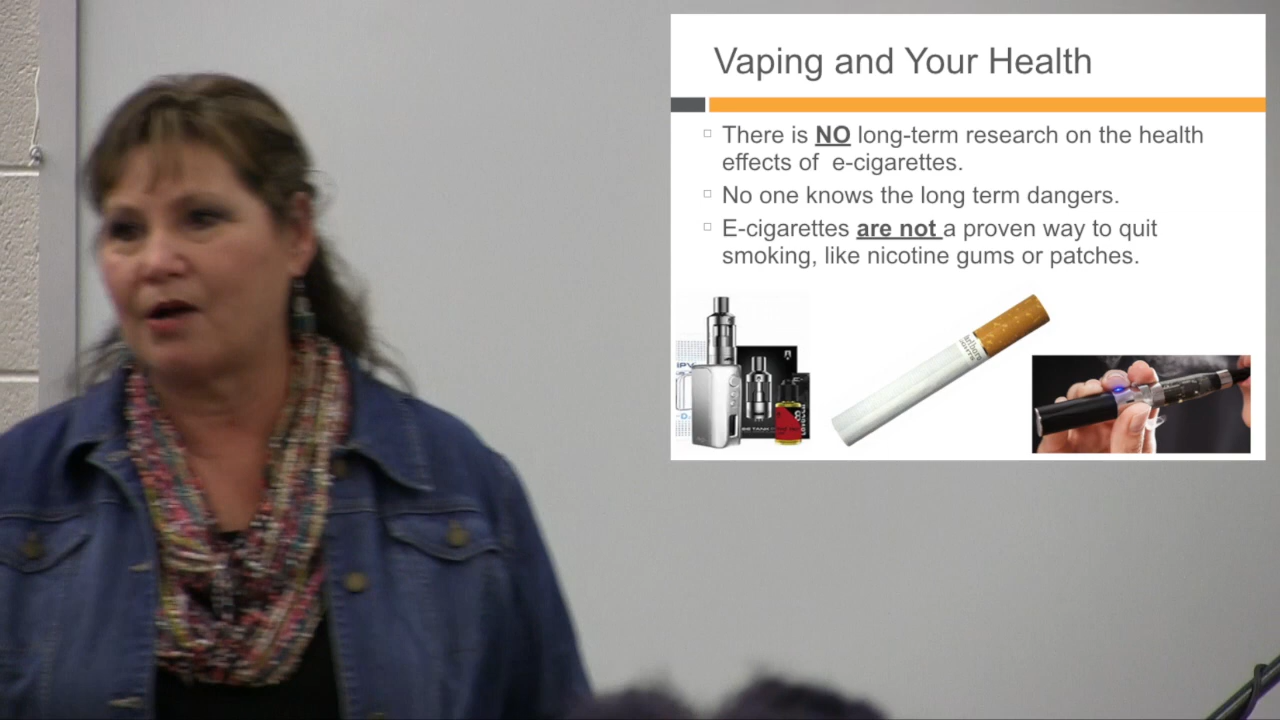 Vaping and Your Health
There is NO long-term research on the health
effects of  e-cigarettes.
No one knows the long term dangers.
E-cigarettes are not a proven way to quit
smoking, like nicotine gums or patches.